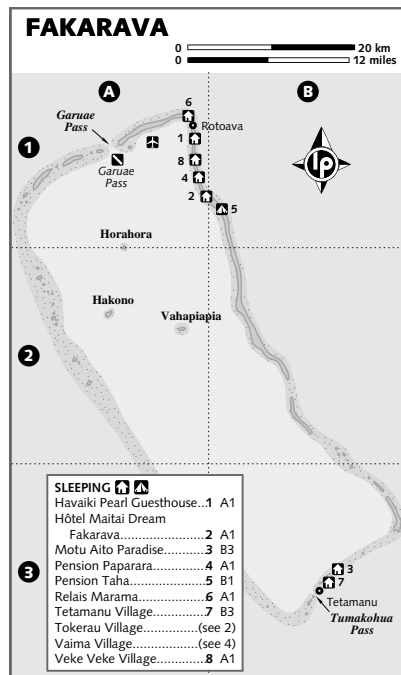 FAKARAVA
0 20 km
0 12 miles
A
B
6
Garuae
Pass
Rotoava
1
1
Garuae
Pass
8
4
2
5
Horahora
Hakono
Vahapiapia
2
SLEEPING
Havaiki Pearl Guesthouse..1 A1
Hôtel Maitai Dream
Fakarava....................2 A1
Motu Aito Paradise..........3 B3
Pension Paparara............4 A1
Pension Taha..................5 B1
Relais Marama................6 A1
Tetamanu Village............7 B3
Tokerau Village...............(see 2)
Vaima Village..................(see 4)
Veke Veke Village............8 A1
3
3
7
Tetamanu
Tumakohua
Pass
lp